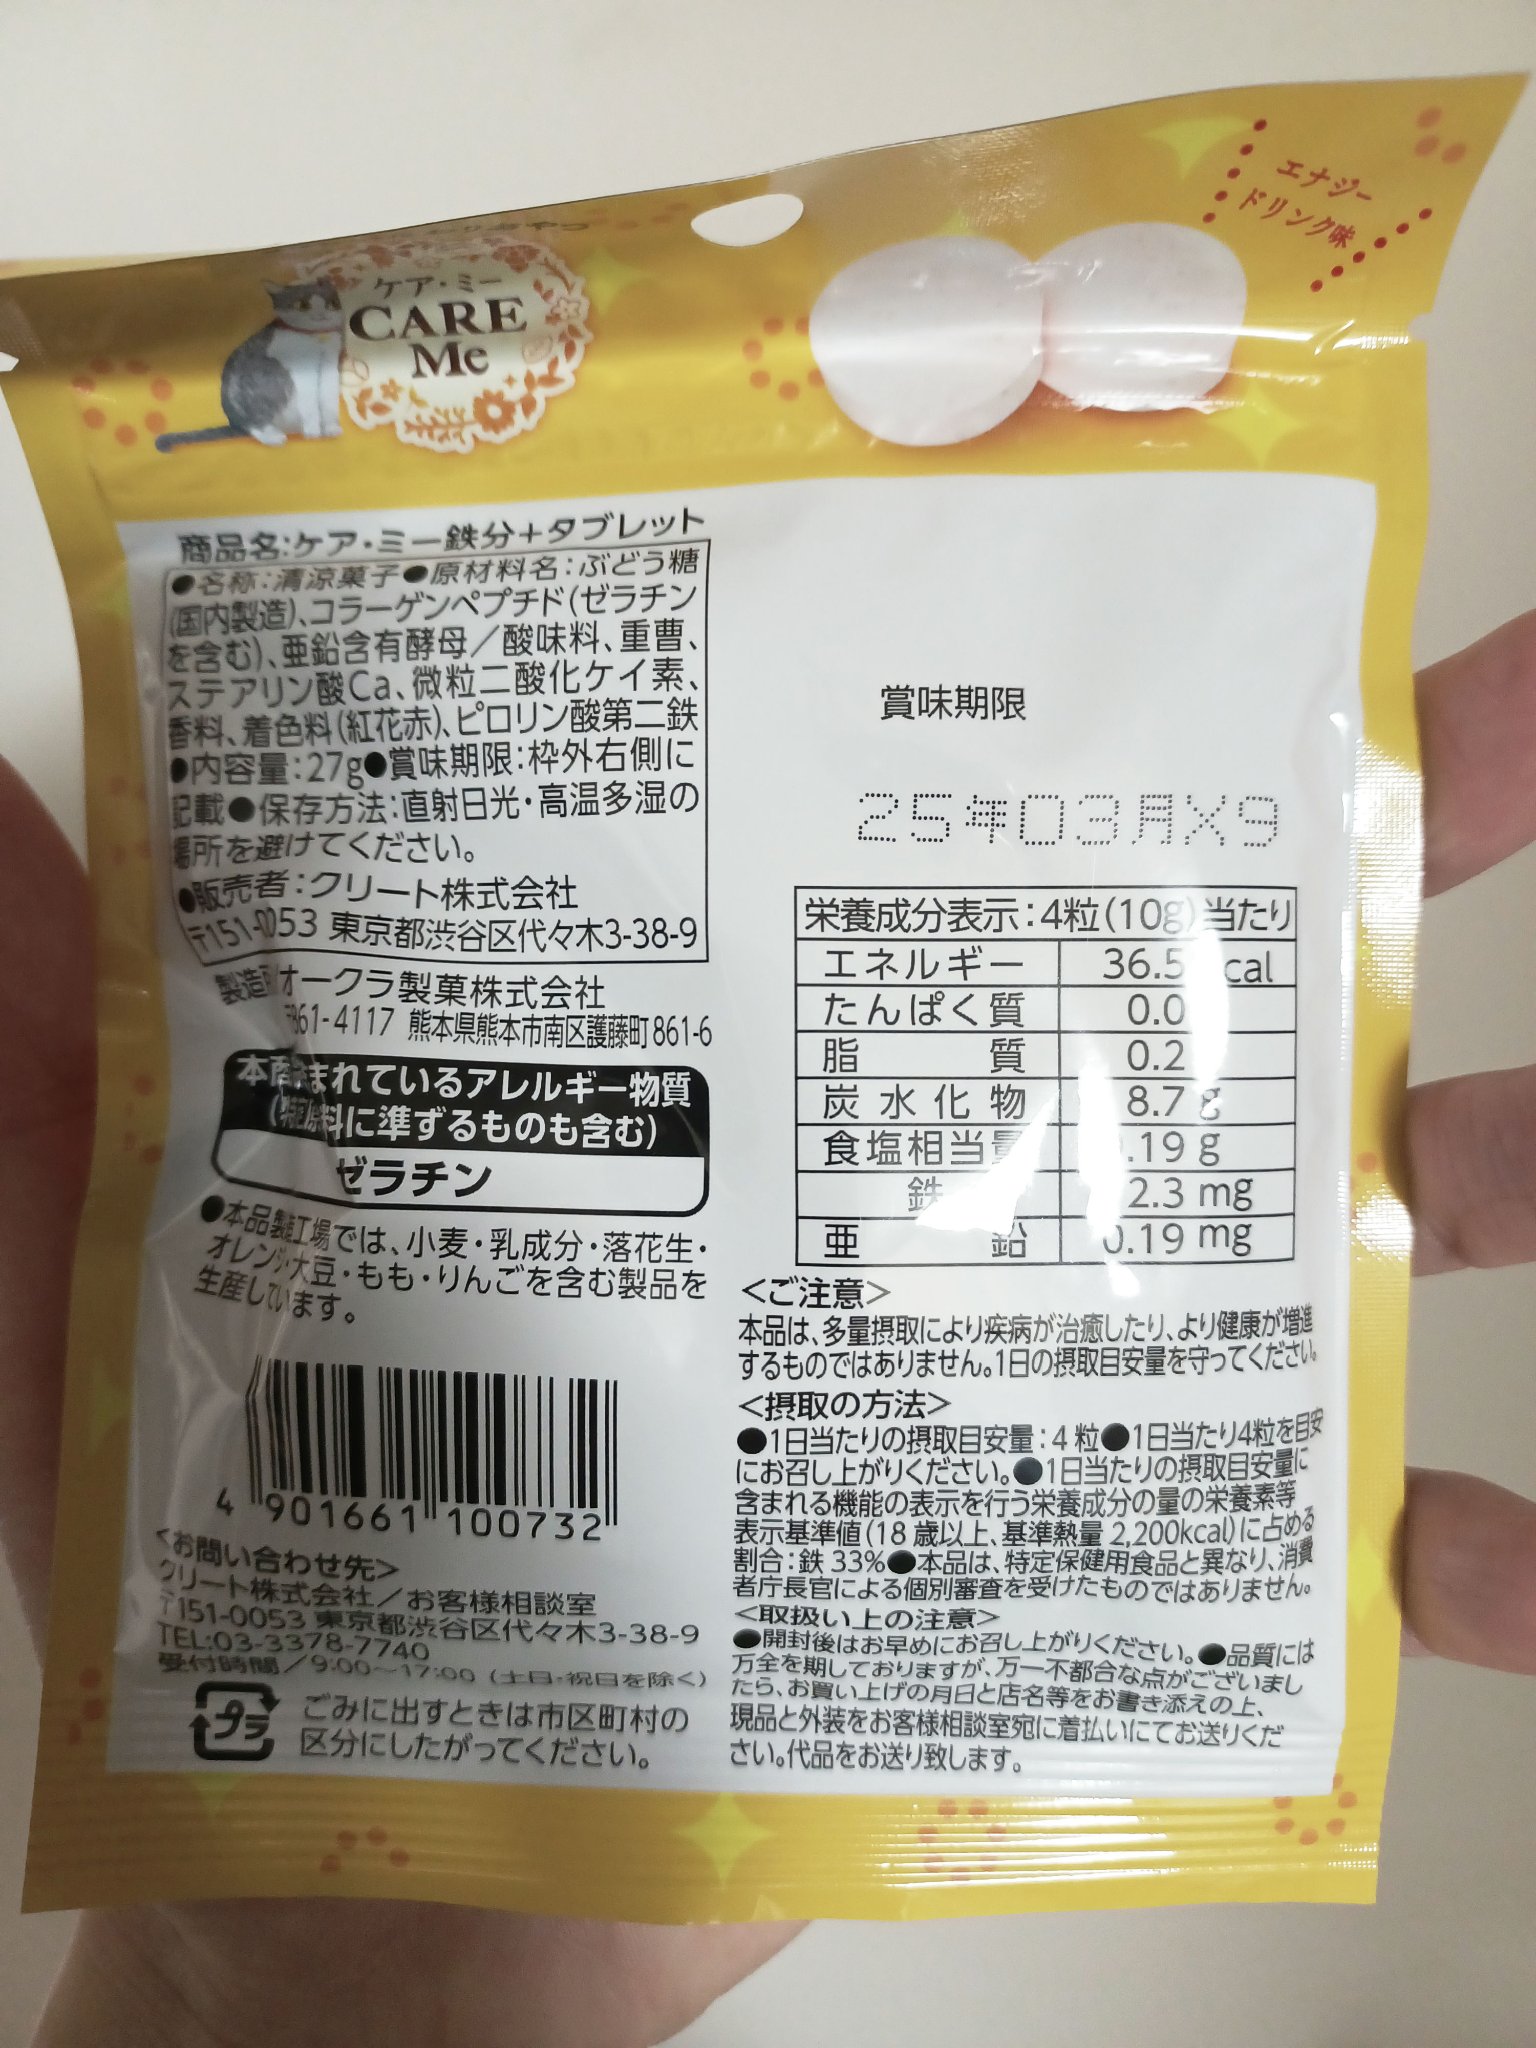 エナジー
ドリンク味
ケア・ミー
CARE
Me
商品名:ケア・ミー鉄分+タブレット
●名称:清涼菓子●原材料名:ぶどう糖
(国内製造)、コラーゲンペプチド(ゼラチン
を含む)、亜鉛含有酵母/酸味料、重曹、
ステアリン酸Ca、微粒二酸化ケイ素、
香料、着色料(紅花赤)、ピロリン酸第二鉄
●内容量:27g●賞味期限:枠外右側に
記載●保存方法:直射日光・高温多湿の
場所を避けてください。
●販売者:クリート株式会社
〒151-0053 東京都渋谷区代々木3-38-9
製造 オークラ製菓株式会社
〒861-4117 熊本県熊本市南区護藤町861-6
本 まれているアレルギー物質
料に準ずるものも含む)
ゼラチン
●本品製 工場では、小麦・乳成分・落花生・
オレンジ・大豆・もも・りんごを含む製品を
生産しています。
4 901661 100732
<お問い合わせ先>
クリート株式会社/お客様相談室
〒151-0053 東京都渋谷区代々木3-38-9
TEL:03-3378-7740
受付時間/9:00~17:00(土日・祝日を除く)
プラ
ごみに出すときは市区町村の
区分にしたがってください。
賞味期限
25年03月X9
栄養成分表示:4粒(10g)当たり
エネルギー 36.5 cal
たんぱく質 0.0
脂質 0.2
炭水化物 8.7 g
食塩相当量 .19 g
鉄 2.3 mg
亜鉛 0.19 mg
<ご注意>
本品は、多量摂取により疾病が治癒したり、より健康が増進
するものではありません。1日の摂取目安量を守ってください。
<摂取の方法>
●1日当たりの摂取目安量:4粒●1日当たり4粒を目安
にお召し上がりください。●1日当たりの摂取目安量に
含まれる機能の表示を行う栄養成分の量の栄養素等
表示基準値(18歳以上、基準熱量2,200kcal)に占める
割合:鉄 33%●本品は、特定保健用食品と異なり、消費
者庁長官による個別審査を受けたものではありません。
<取扱い上の注意>
●開封後はお早めにお召し上がりください。●品質には
万全を期しておりますが、万一不都合な点がございまし
たら、お買い上げの月日と店名等をお書き添えの上、
現品と外装をお客様相談室宛に着払いにてお送りくだ
さい。代品をお送り致します。